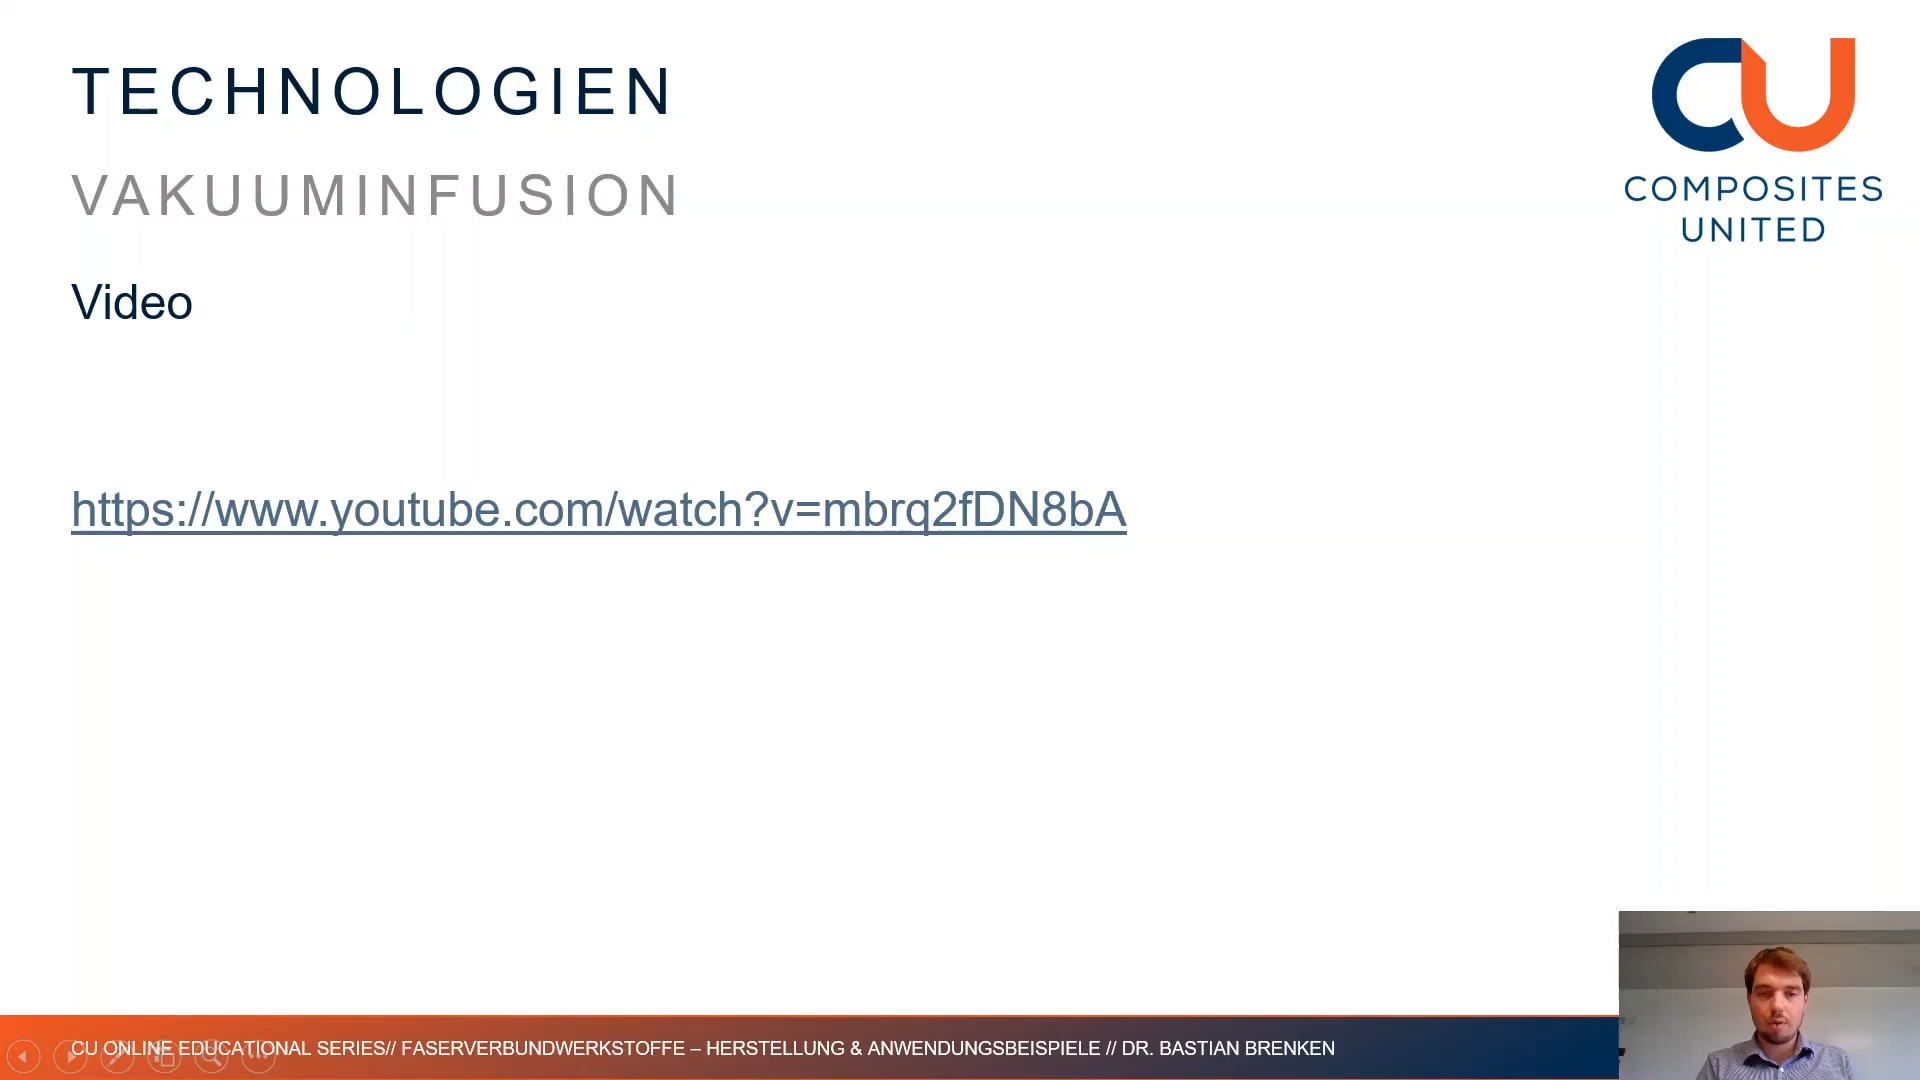 TECHNOLOGIEN
VAKUUMINFUSION
CU
COMPOSITES
UNITED
Video
https://www.youtube.com/watch?v=mbrq2fDN8bA
CU ONLINE EDUCATIONAL SERIES// FASERVERBUNDWERKSTOFFE – HERSTELLUNG & ANWENDUNGSBEISPIELE // DR. BASTIAN BRENKEN